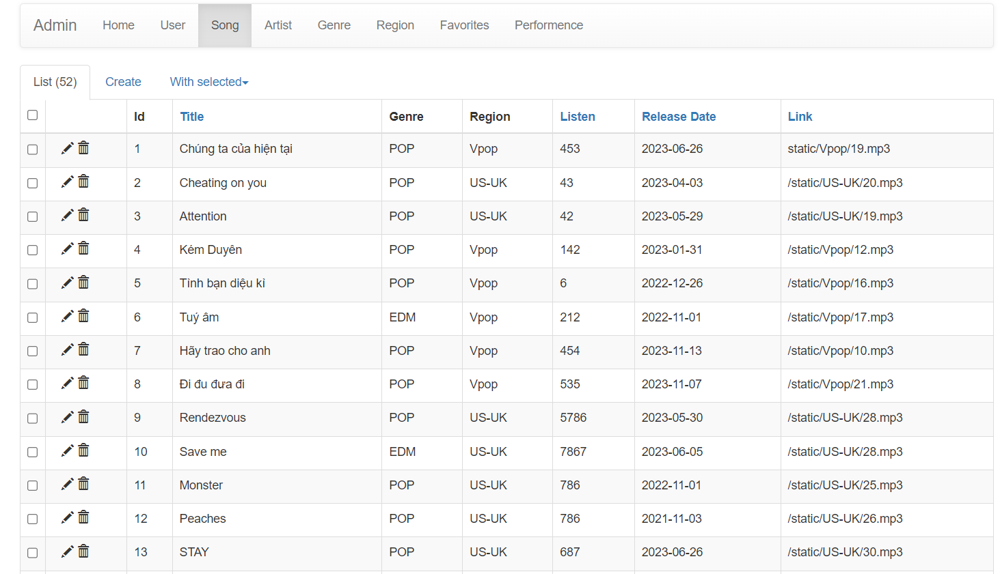 Admin Home User Song Artist Genre Region Favorites Performence
List (52) Create With selected
Id Title Genre Region Listen Release Date Link
1 Chúng ta của hiện tại POP Vpop 453 2023-06-26 static/Vpop/19.mp3
2 Cheating on you POP US-UK 43 2023-04-03 /static/US-UK/20.mp3
3 Attention POP US-UK 42 2023-05-29 /static/US-UK/19.mp3
4 Kém Duyên POP Vpop 142 2023-01-31 /static/Vpop/12.mp3
5 Tình bạn diệu kì POP Vpop 6 2022-12-26 /static/Vpop/16.mp3
6 Tuý âm EDM Vpop 212 2022-11-01 /static/Vpop/17.mp3
7 Hãy trao cho anh POP Vpop 454 2023-11-13 /static/Vpop/10.mp3
8 Đi đu đưa đi POP Vpop 535 2023-11-07 /static/Vpop/21.mp3
9 Rendezvous POP US-UK 5786 2023-05-30 /static/US-UK/28.mp3
10 Save me EDM US-UK 7867 2023-06-05 /static/US-UK/28.mp3
11 Monster POP US-UK 786 2022-11-01 /static/US-UK/25.mp3
12 Peaches POP US-UK 786 2021-11-03 /static/US-UK/26.mp3
13 STAY POP US-UK 687 2023-06-26 /static/US-UK/30.mp3